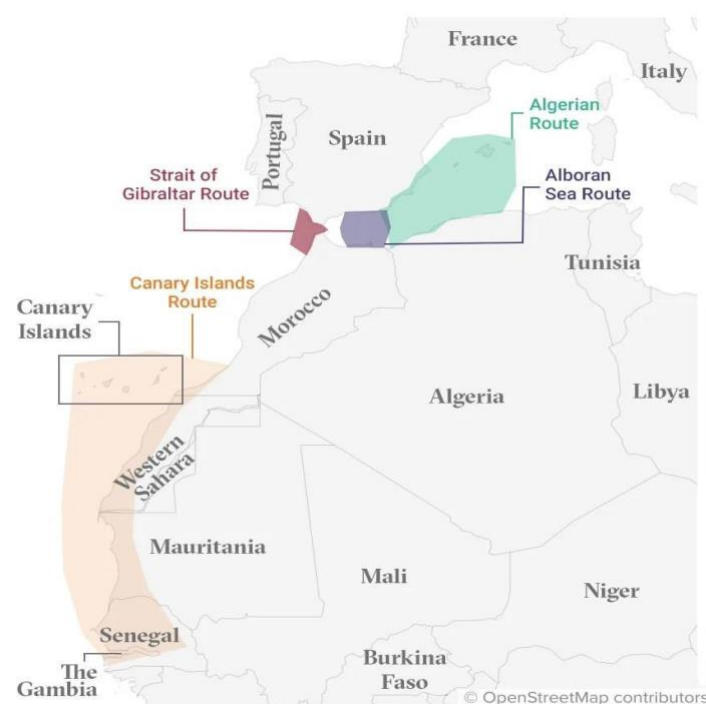 France
Italy
Algerian
Route
Portugal
Spain
Strait of
Gibraltar Route
Alboran
Sea Route
Tunisia
Canary Islands
Route
Canary
Islands
Morocco
Algeria
Libya
Western
Sahara
Mauritania
Mali
Niger
Senegal
The
Gambia
Burkina
Faso
© OpenStreetMap contributors